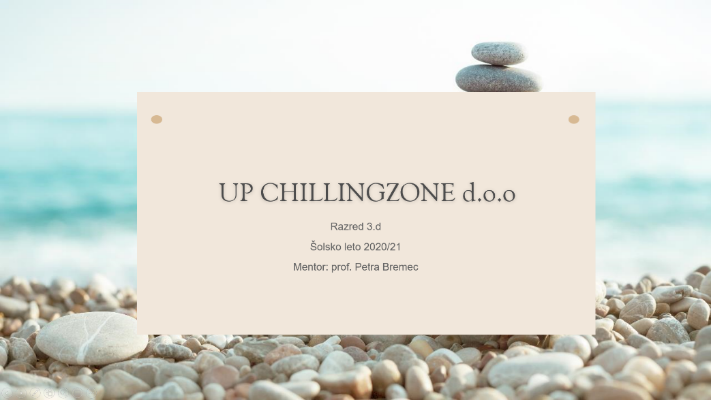 UP CHILLINGZONE d.o.o
Razred 3.d
Šolsko leto 2020/21
Mentor: prof. Petra Bremec